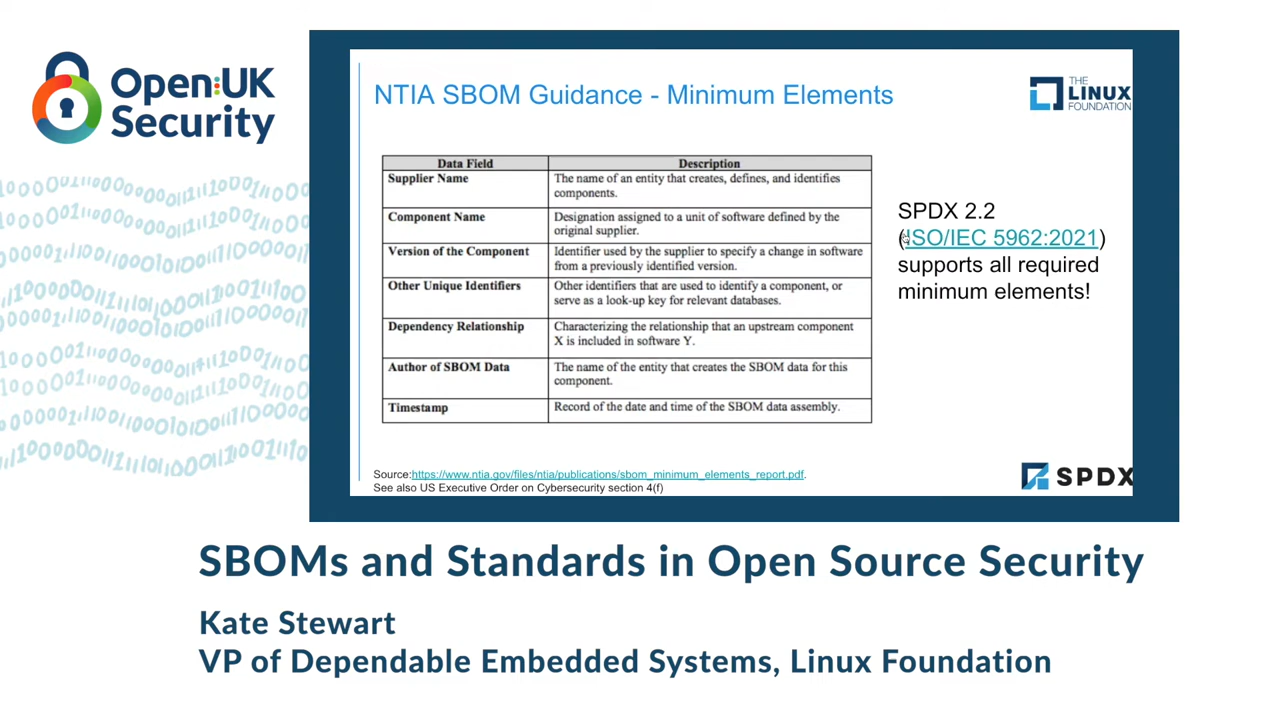 Open:UK
Security
NTIA SBOM Guidance - Minimum Elements
THE
LINUX
FOUNDATION
Data Field Description
Supplier Name The name of an entity that creates, defines, and identifies
components.
Component Name Designation assigned to a unit of software defined by the
original supplier.
Version of the Component Identifier used by the supplier to specify a change in software
from a previously identified version.
Other Unique Identifiers Other identifiers that are used to identify a component, or
serve as a look-up key for relevant databases.
Dependency Relationship Characterizing the relationship that an upstream component
X is included in software Y.
Author of SBOM Data The name of the entity that creates the SBOM data for this
component.
Timestamp Record of the date and time of the SBOM data assembly.
SPDX 2.2
(ISO/IEC 5962:2021)
supports all required
minimum elements!
Source:https://www.ntia.gov/files/ntia/publications/sbom_minimum_elements_report.pdf.
See also US Executive Order on Cybersecurity section 4(f)
SPDX
SBOMs and Standards in Open Source Security
Kate Stewart
VP of Dependable Embedded Systems, Linux Foundation